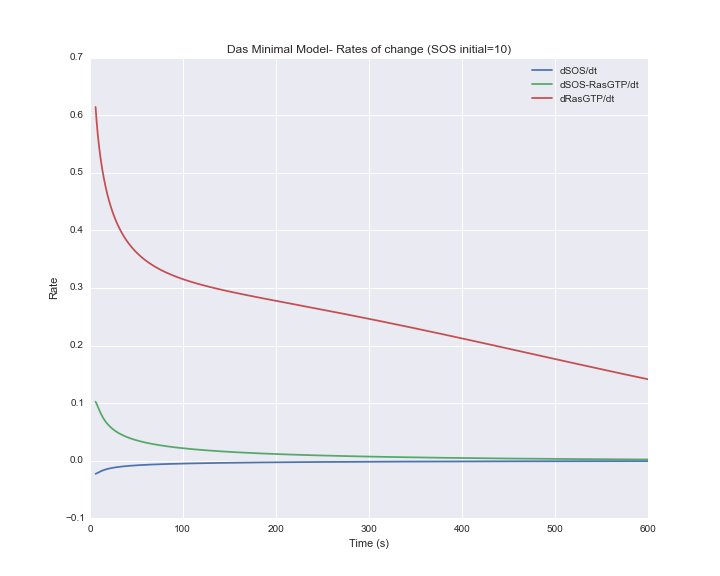 Das Minimal Model- Rates of change (SOS initial=10)
0.7
0.6
0.5
0.4
0.3
0.2
0.1
0.0
−0.1
Rate
dSOS/dt
dSOS-RasGTP/dt
dRasGTP/dt
0 100 200 300 400 500 600
Time (s)